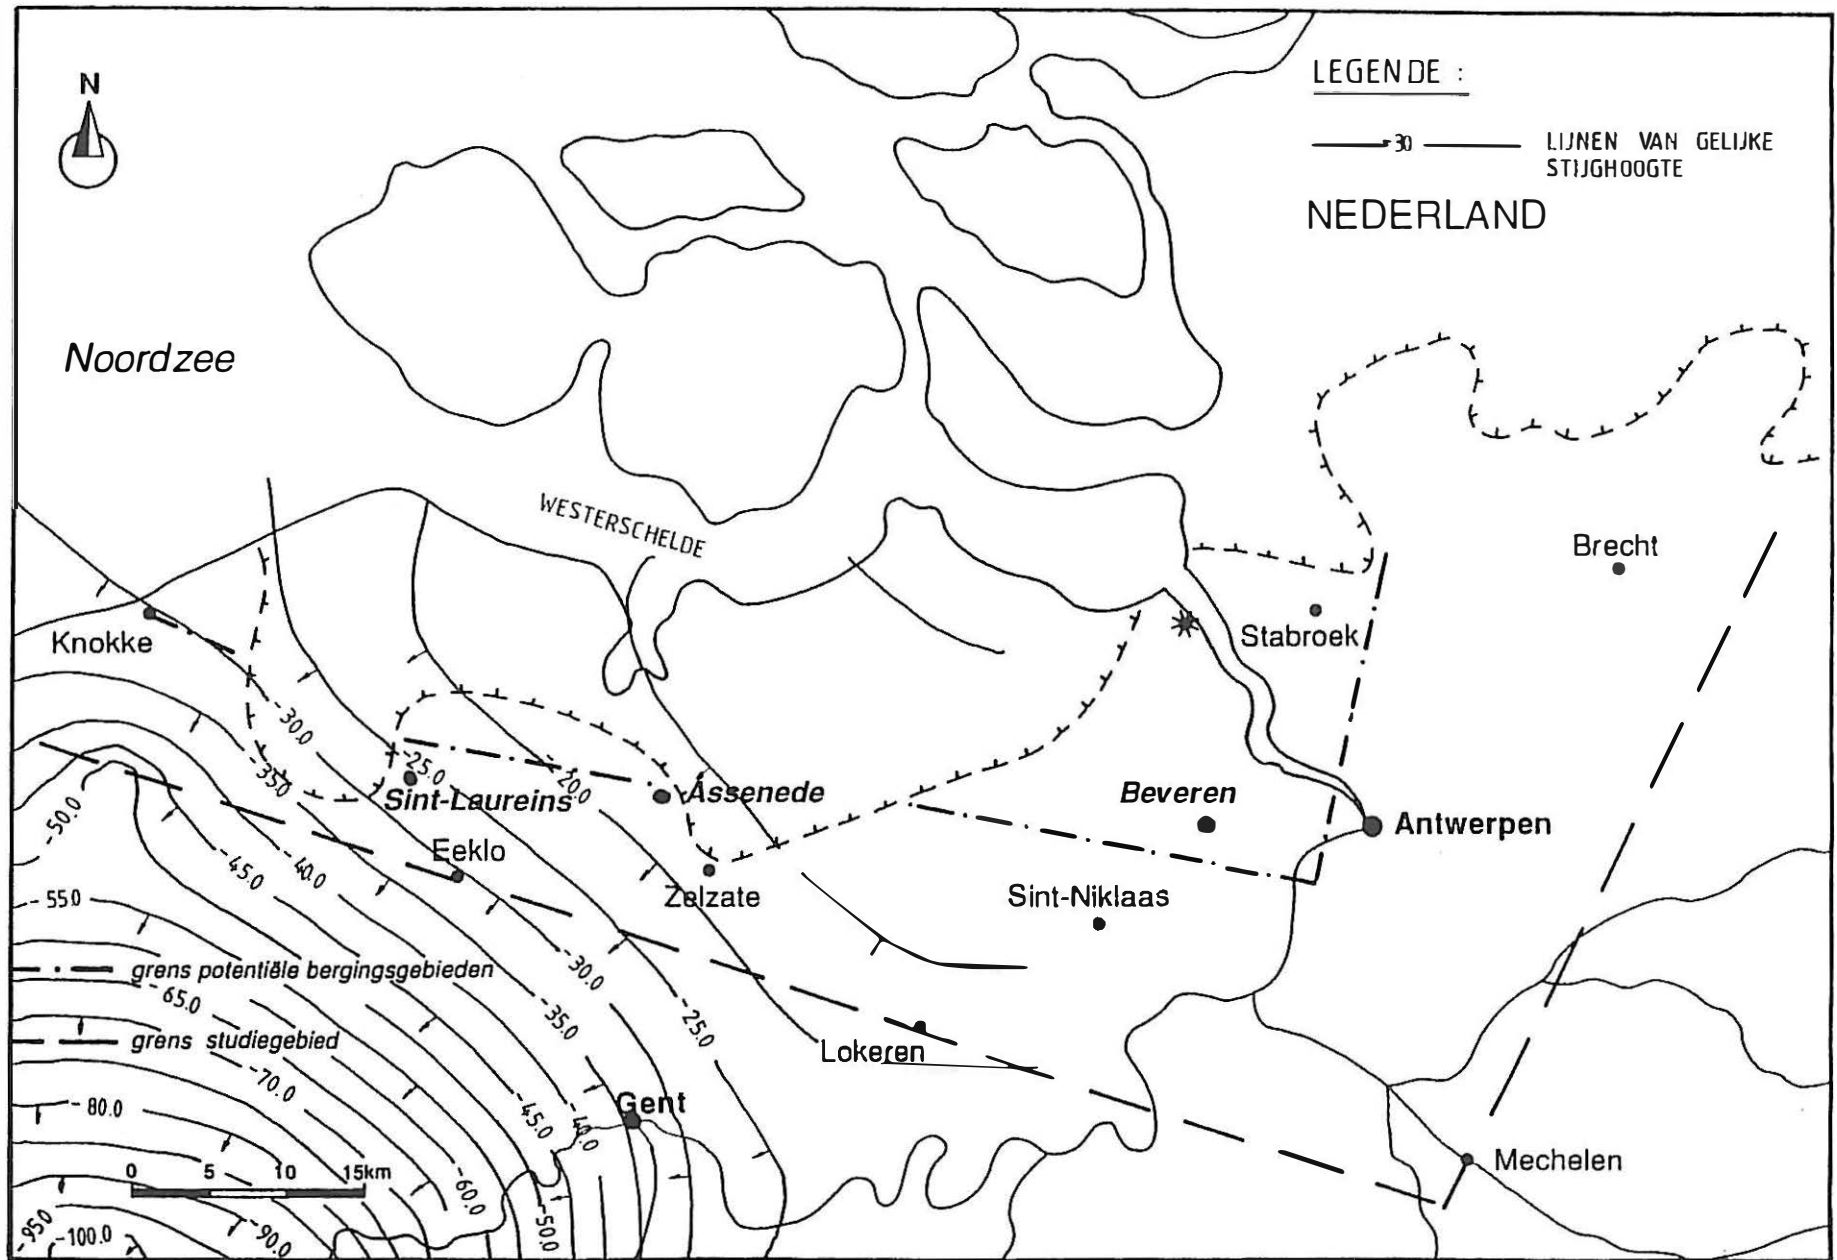 N
LEGENDE :
-30
LIJNEN VAN GELIJKE
STIJGHOOGTE
NEDERLAND
Noordzee
WESTERSCHELDE
Brecht
Knokke
Stabroek
-30.0
-35.0
-25.0
-20.0
Sint-Laureins
Assenede
Beveren
Antwerpen
-50.0
Eeklo
-45.0
-40.0
Zelzate
Sint-Niklaas
-55.0
grens potentiële bergingsgebieden
-30.0
-65.0
-35.0
-25.0
grens studiegebied
Lokeren
-70.0
-80.0
-45.0
-40.0
Gent
0 5 10 15km
-60.0
Mechelen
-95.0
-100.0
-90.0
-50.0